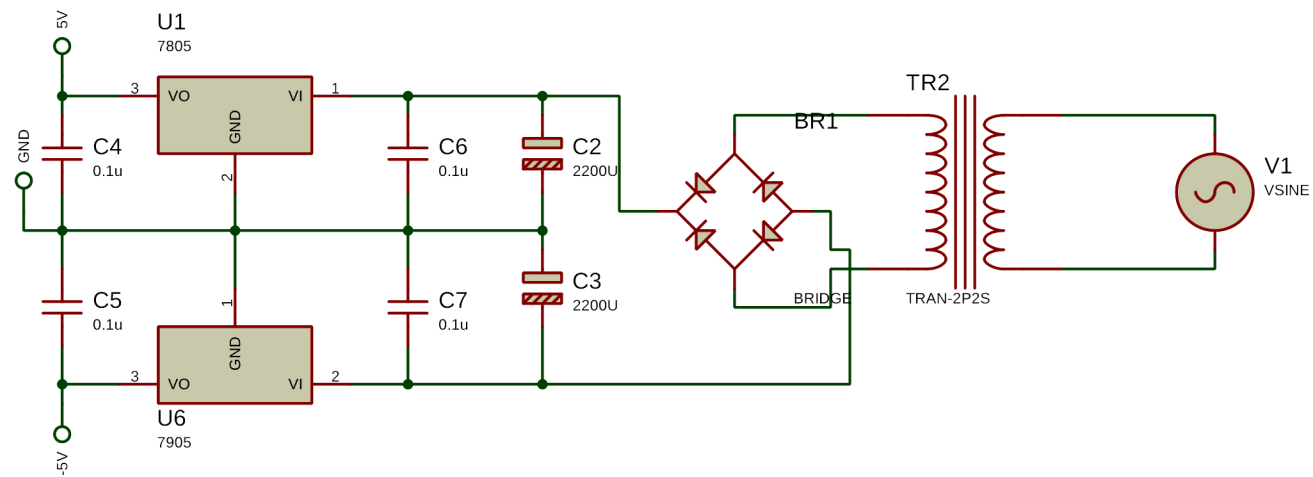 5V
U1
7805
3
VO
VI
1
GND
2
GND
C4
0.1u
C6
0.1u
C2
2200U
BR1
TR2
V1
VSINE
C5
0.1u
C7
0.1u
C3
2200U
BRIDGE
TRAN-2P2S
1
GND
3
VO
VI
2
U6
7905
-5V